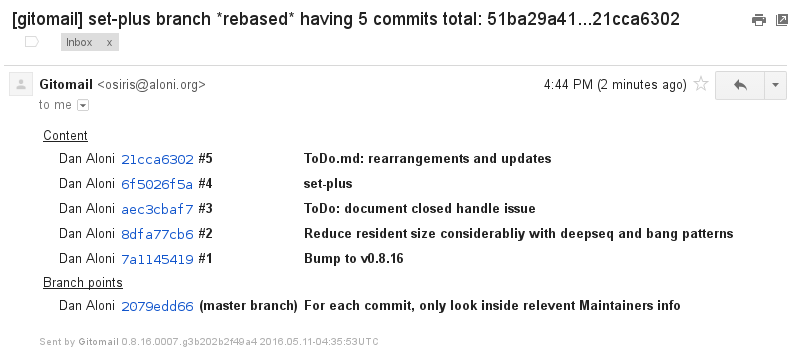 [gitomail] set-plus branch *rebased* having 5 commits total: 51ba29a41...21cca6302
Inbox x
Gitomail <osiris@aloni.org> 4:44 PM (2 minutes ago)
to me
Content
Dan Aloni 21cca6302 #5 ToDo.md: rearrangements and updates
Dan Aloni 6f5026f5a #4 set-plus
Dan Aloni aec3cbaf7 #3 ToDo: document closed handle issue
Dan Aloni 8dfa77cb6 #2 Reduce resident size considerabliy with deepseq and bang patterns
Dan Aloni 7a1145419 #1 Bump to v0.8.16
Branch points
Dan Aloni 2079edd66 (master branch) For each commit, only look inside relevent Maintainers info
Sent by Gitomail 0.8.16.0007.g3b202b2f49a4 2016.05.11-04:35:53UTC